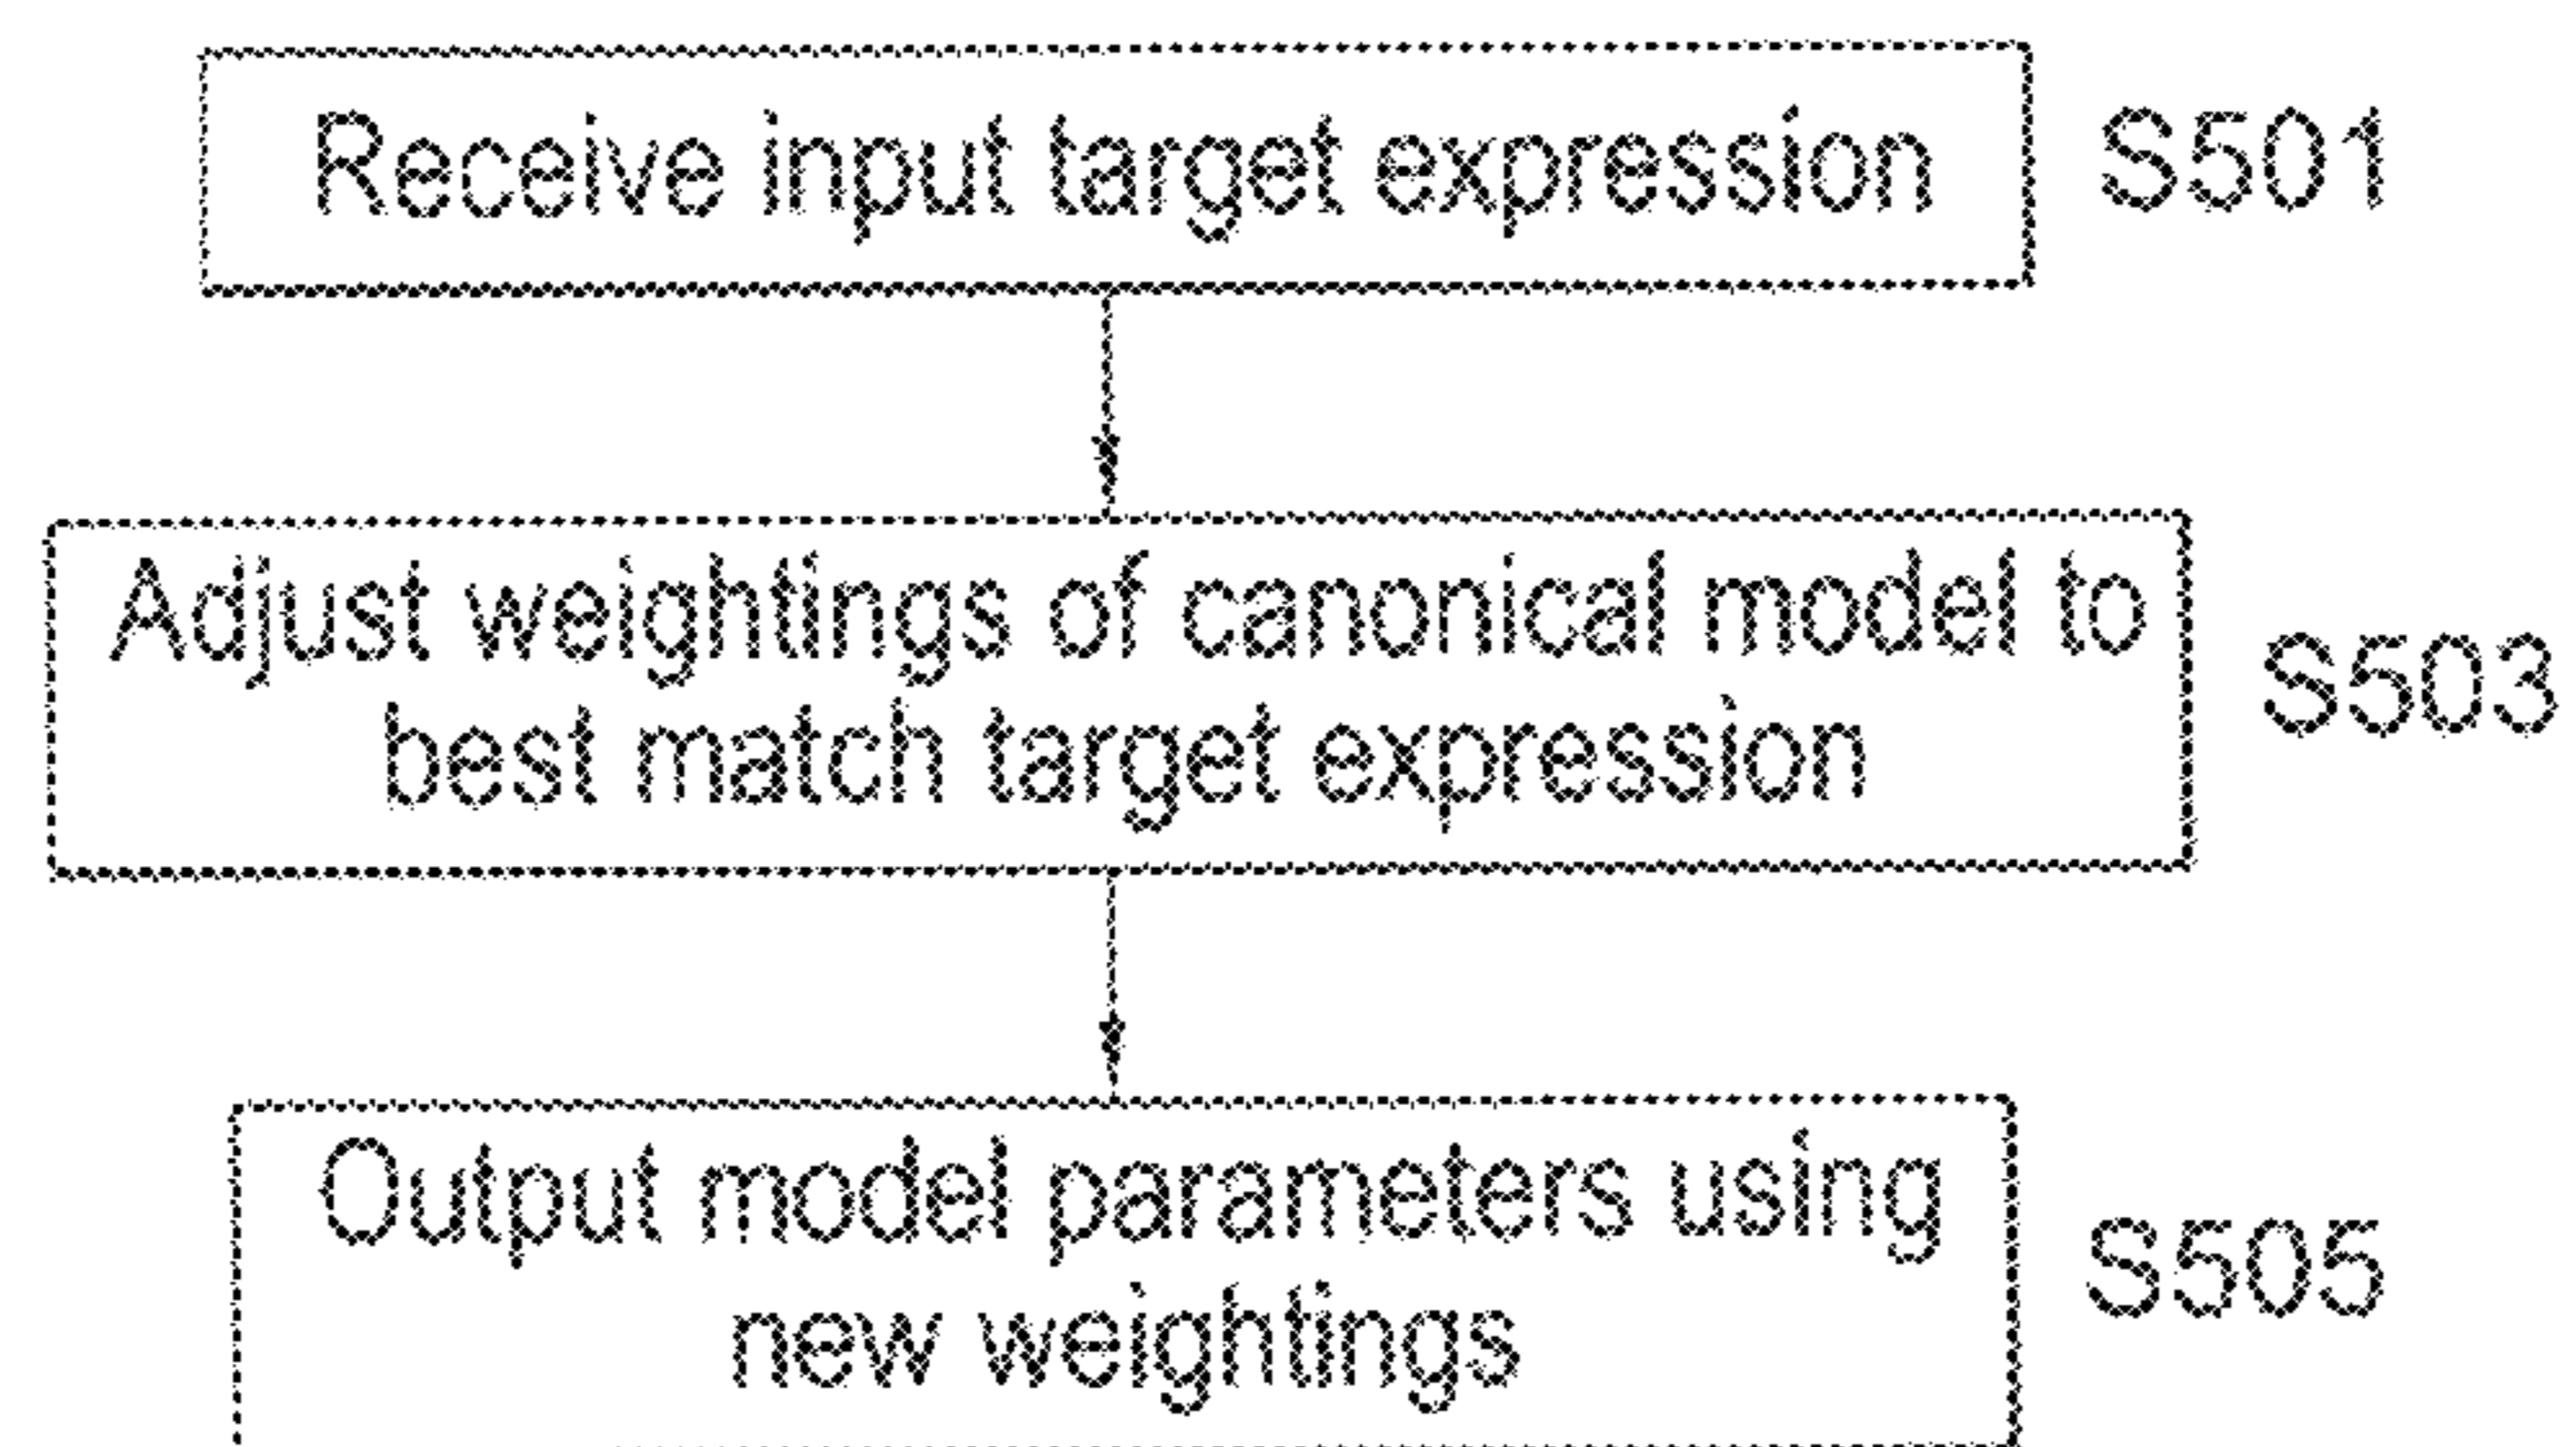 Receive input target expression
S501
Adjust weightings of canonical model to
best match target expression
S503
Output model parameters using
new weightings
S505